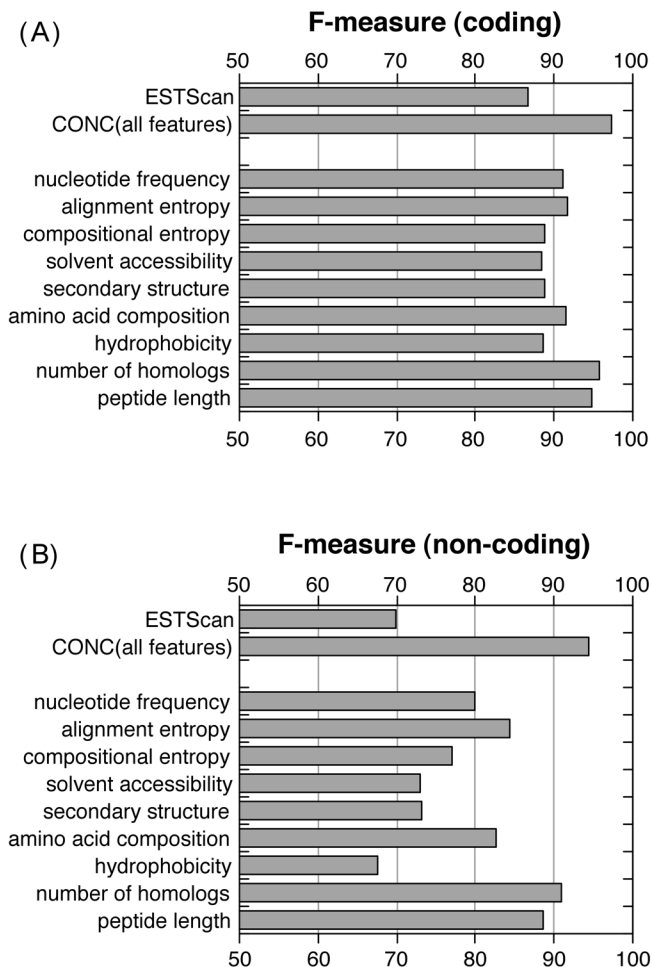 (A)
F-measure (coding)
50 60 70 80 90 100
ESTScan
CONC(all features)
nucleotide frequency
alignment entropy
compositional entropy
solvent accessibility
secondary structure
amino acid composition
hydrophobicity
number of homologs
peptide length
50 60 70 80 90 100
(B)
F-measure (non-coding)
50 60 70 80 90 100
ESTScan
CONC(all features)
nucleotide frequency
alignment entropy
compositional entropy
solvent accessibility
secondary structure
amino acid composition
hydrophobicity
number of homologs
peptide length
50 60 70 80 90 100